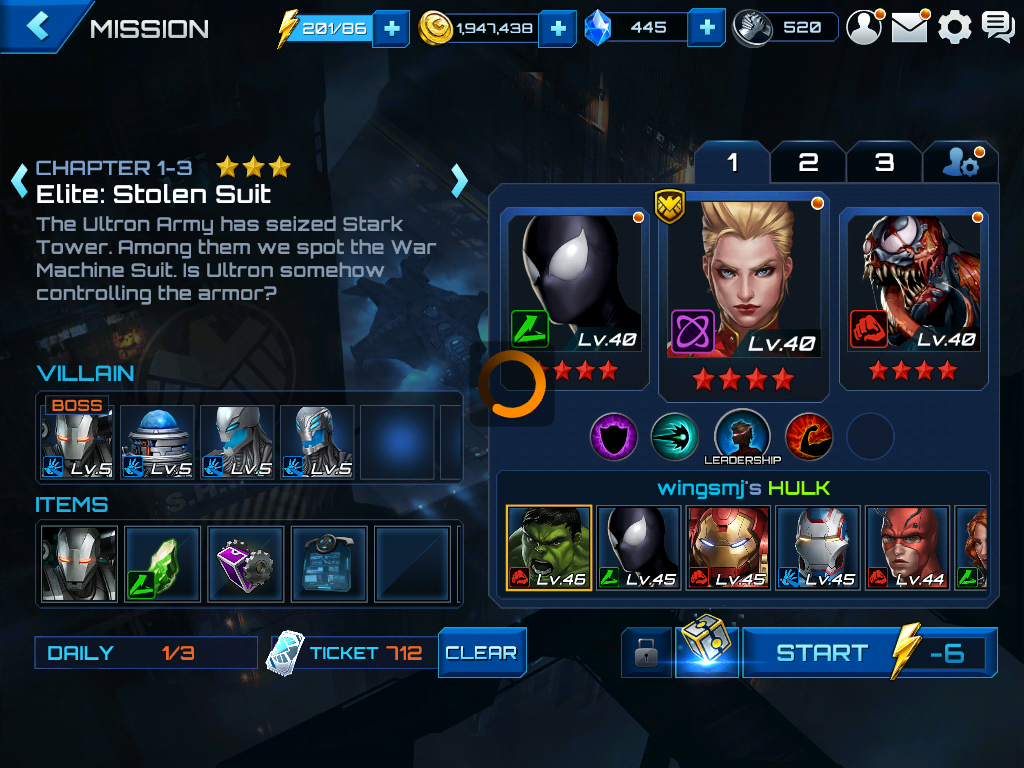 MISSION
201/86
1,947,438
445
520
CHAPTER 1-3
Elite: Stolen Suit
The Ultron Army has seized Stark
Tower. Among them we spot the War
Machine Suit. Is Ultron somehow
controlling the armor?
VILLAIN
BOSS
Lv.5
Lv.5
Lv.5
Lv.5
ITEMS
DAILY 1/3
TICKET 712
CLEAR
1
2
3
Lv.40
Lv.40
Lv.40
LEADERSHIP
wingsmj's HULK
Lv.46
Lv.45
Lv.45
Lv.45
Lv.44
START
-6